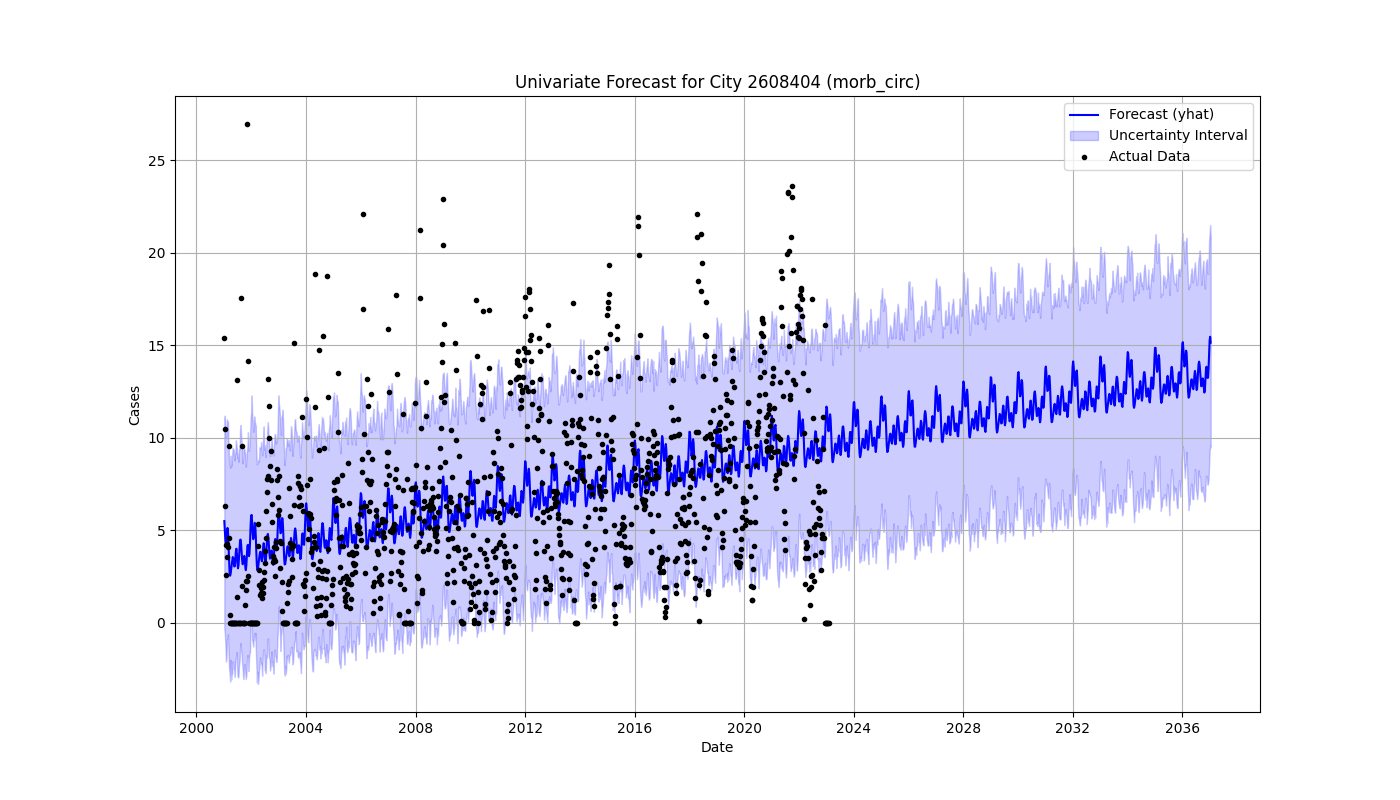 Univariate Forecast for City 2608404 (morb_circ)
Forecast (yhat)
Uncertainty Interval
Actual Data
25
20
15
10
5
0
Cases
2000 2004 2008 2012 2016 2020 2024 2028 2032 2036
Date